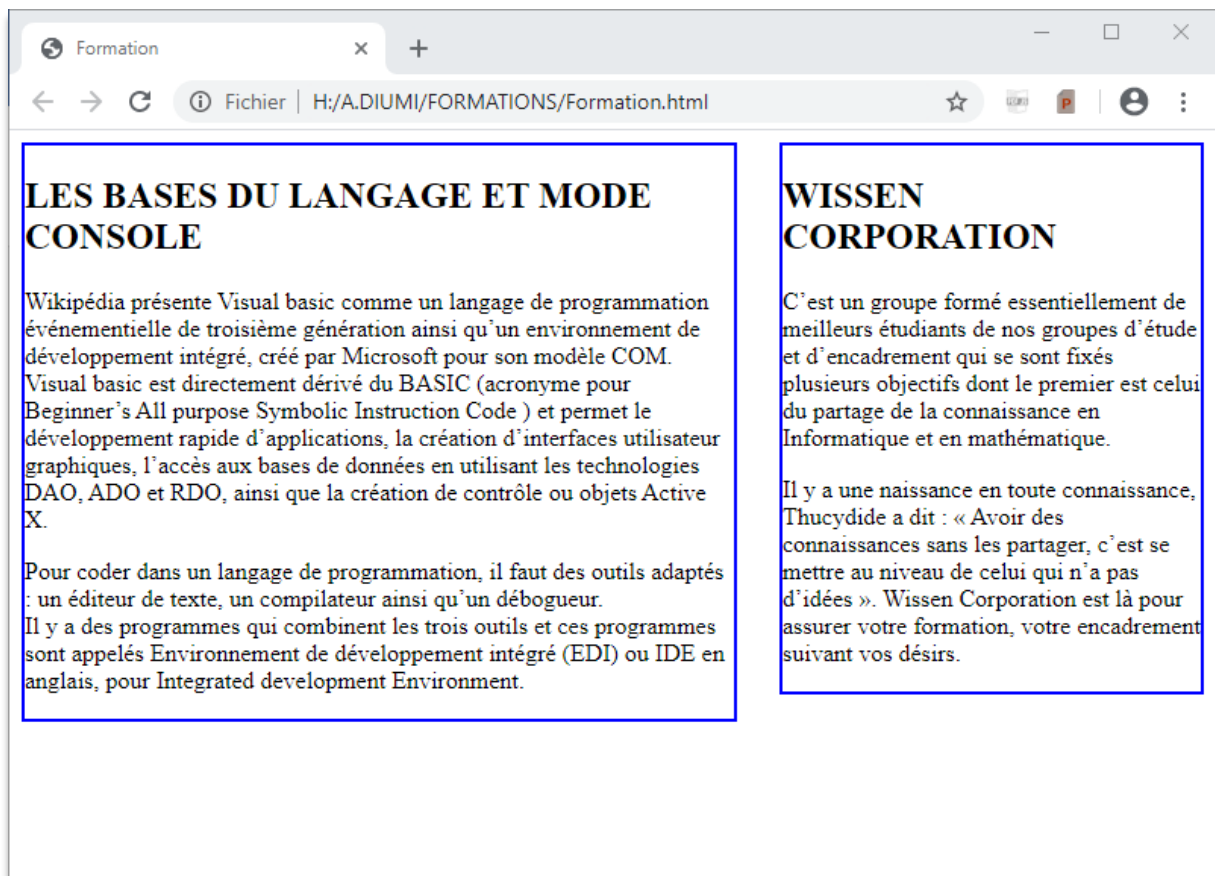 Formation
Fichier H:/A.DIUMI/FORMATIONS/Formation.html
LES BASES DU LANGAGE ET MODE
CONSOLE
Wikipédia présente Visual basic comme un langage de programmation
événementielle de troisième génération ainsi qu’un environnement de
développement intégré, créé par Microsoft pour son modèle COM.
Visual basic est directement dérivé du BASIC (acronyme pour
Beginner’s All purpose Symbolic Instruction Code ) et permet le
développement rapide d’applications, la création d’interfaces utilisateur
graphiques, l’accès aux bases de données en utilisant les technologies
DAO, ADO et RDO, ainsi que la création de contrôle ou objets Active
X.
Pour coder dans un langage de programmation, il faut des outils adaptés
: un éditeur de texte, un compilateur ainsi qu’un débogueur.
Il y a des programmes qui combinent les trois outils et ces programmes
sont appelés Environnement de développement intégré (EDI) ou IDE en
anglais, pour Integrated development Environment.
WISSEN
CORPORATION
C’est un groupe formé essentiellement de
meilleurs étudiants de nos groupes d’étude
et d’encadrement qui se sont fixés
plusieurs objectifs dont le premier est celui
du partage de la connaissance en
Informatique et en mathématique.
Il y a une naissance en toute connaissance,
Thucydide a dit : « Avoir des
connaissances sans les partager, c’est se
mettre au niveau de celui qui n’a pas
d’idées ». Wissen Corporation est là pour
assurer votre formation, votre encadrement
suivant vos désirs.